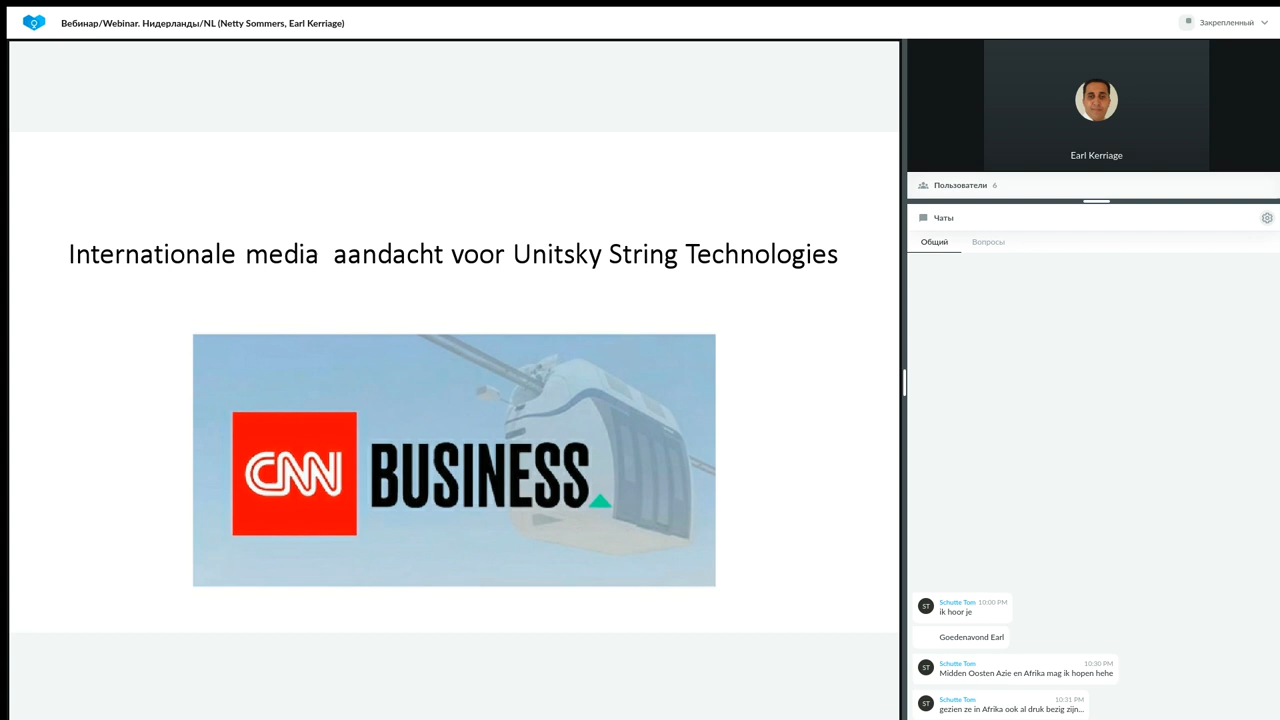 Вебинар/Webinar. Нидерланды/NL (Netty Sommers, Earl Kerriage)
Закрепленный
Internationale media aandacht voor Unitsky String Technologies
CNN BUSINESS
Earl Kerriage
Пользователи 6
Чаты
Общий Вопросы
ST Schutte Tom 10:00 PM
ik hoor je
Goedenavond Earl
ST Schutte Tom 10:30 PM
Midden Oosten Azie en Afrika mag ik hopen hehe
ST Schutte Tom 10:31 PM
gezien ze in Afrika ook al druk bezig zijn...